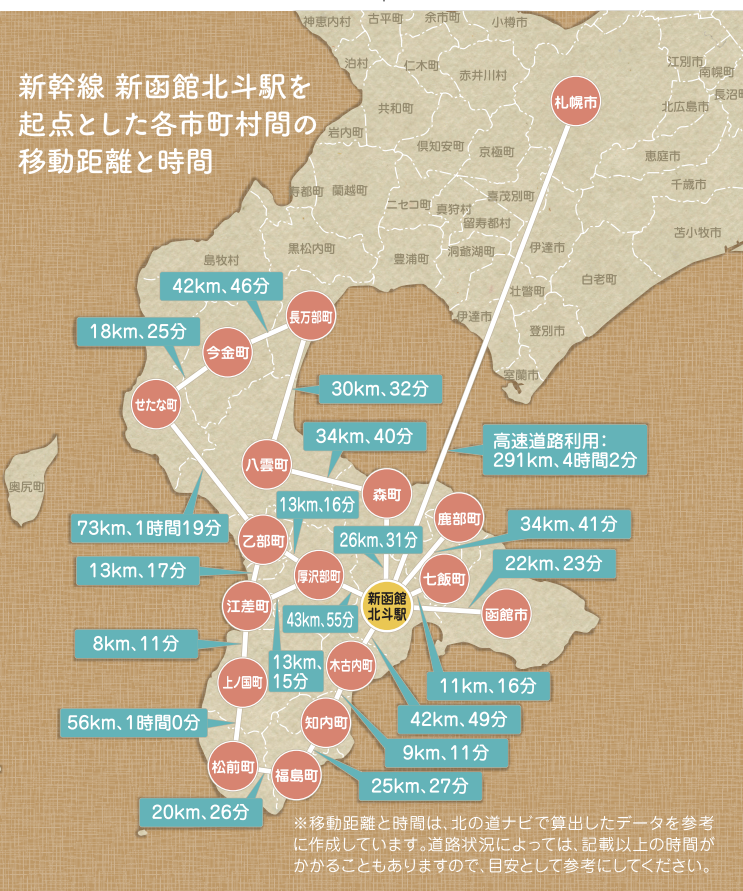 神恵内村
古平町
余市町
小樽市
泊村
仁木町
赤井川村
江別市
南幌町
長沼
北広島市
新幹線 新函館北斗駅を
起点とした各市町村間の
移動距離と時間
札幌市
共和町
岩内町
倶知安町
京極町
恵庭市
千歳市
寿都町
蘭越町
ニセコ町
真狩村
喜茂別町
留寿都村
苫小牧市
島牧村
黒松内町
豊浦町
洞爺湖町
伊達市
白老町
壮瞥町
伊達市
登別市
室蘭市
42km、46分
長万部町
18km、25分
今金町
せたな町
30km、32分
34km、40分
高速道路利用:
291km、4時間2分
八雲町
森町
奥尻町
13km、16分
鹿部町
73km、1時間19分
乙部町
26km、31分
34km、41分
13km、17分
厚沢部町
七飯町
22km、23分
江差町
43km、55分
新函館
北斗駅
函館市
8km、11分
13km、
15分
木古内町
11km、16分
上ノ国町
42km、49分
56km、1時間0分
知内町
9km、11分
松前町
福島町
25km、27分
20km、26分
※移動距離と時間は、北の道ナビで算出したデータを参考
に作成しています。道路状況によっては、記載以上の時間が
かかることもありますので、目安として参考にしてください。